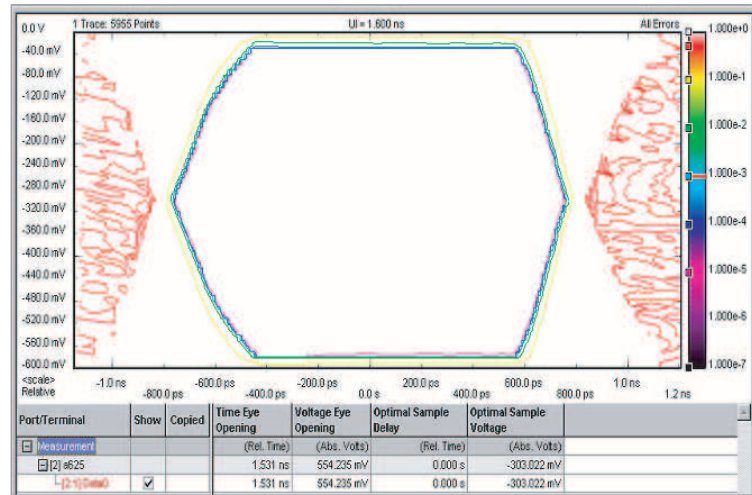 1 Trace: 5955 Points UI = 1.600 ns All Errors
0.0 V
-40.0 mV
-80.0 mV
-120.0 mV
-160.0 mV
-200.0 mV
-240.0 mV
-280.0 mV
-320.0 mV
-360.0 mV
-400.0 mV
-440.0 mV
-480.0 mV
-520.0 mV
-560.0 mV
-600.0 mV
1.000e+0
1.000e-1
1.000e-2
1.000e-3
1.000e-4
1.000e-5
1.000e-6
1.000e-7
<scale>
Relative
-1.0 ns -600.0 ps -200.0 ps 200.0 ps 600.0 ps 1.0 ns
-800.0 ps -400.0 ps 0.0 s 400.0 ps 800.0 ps 1.2 ns
Port/Terminal Show Copied Time Eye Opening Voltage Eye Opening Optimal Sample Delay Optimal Sample Voltage
Measurement (Rel. Time) (Abs. Volts) (Rel. Time) (Abs. Volts)
[2] s625 1.531 ns 554.235 mV 0.000 s -303.022 mV
[2:1] Data0 1.531 ns 554.235 mV 0.000 s -303.022 mV